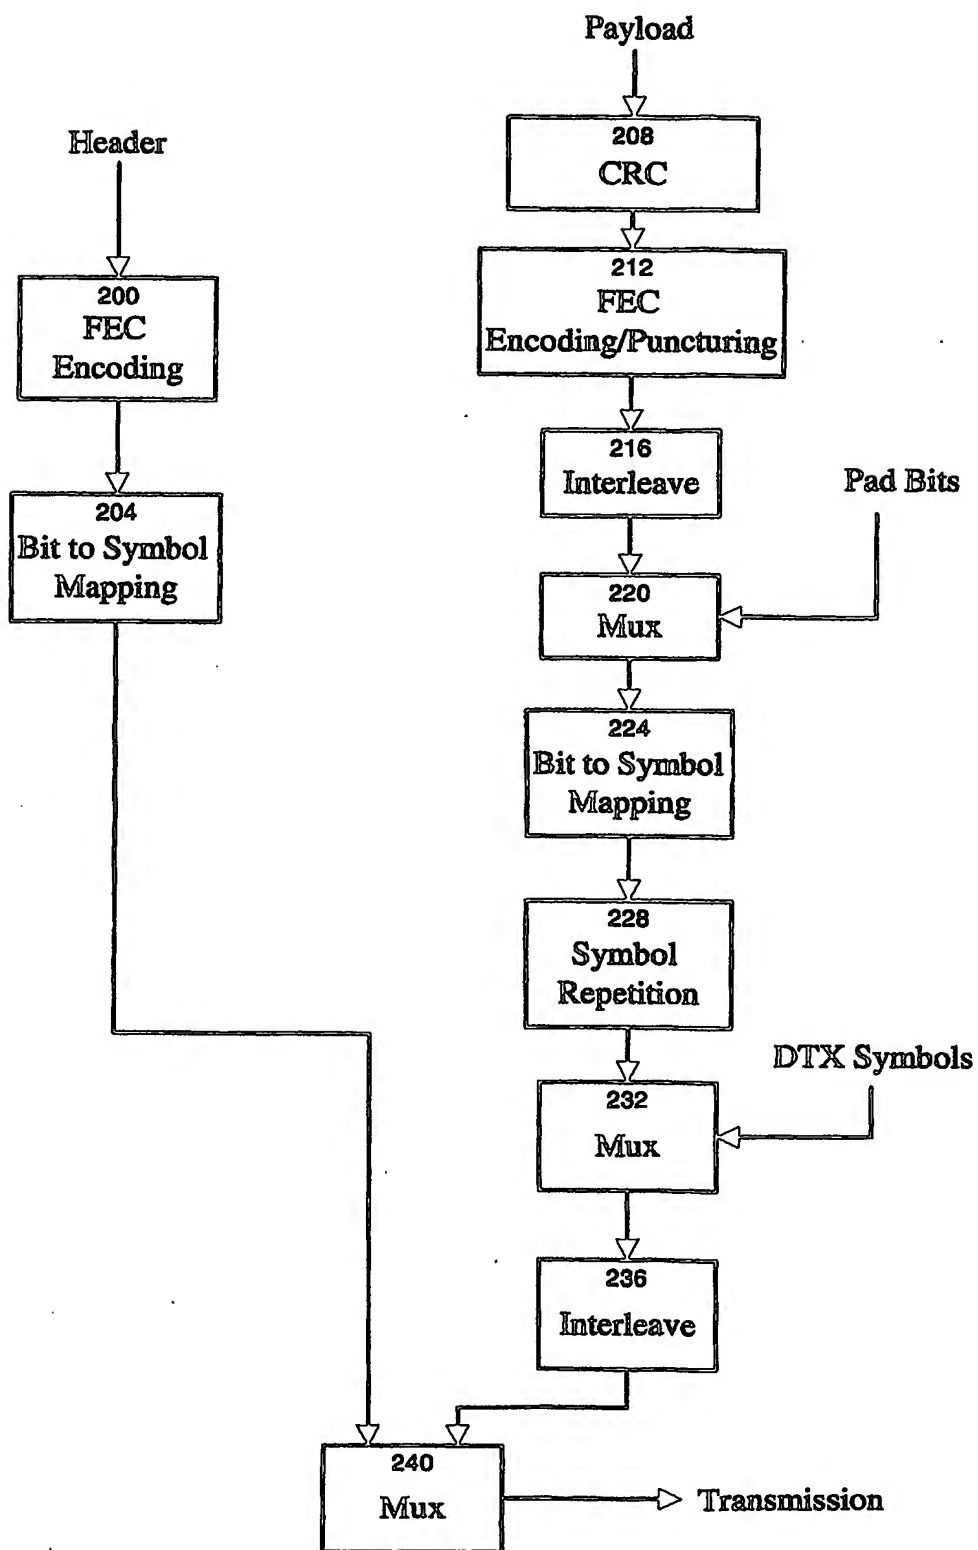 Payload
208
CRC
Header
212
FEC
Encoding/Puncturing
200
FEC
Encoding
216
Interleave
Pad Bits
204
Bit to Symbol
Mapping
220
Mux
224
Bit to Symbol
Mapping
228
Symbol
Repetition
DTX Symbols
232
Mux
236
Interleave
240
Mux
Transmission